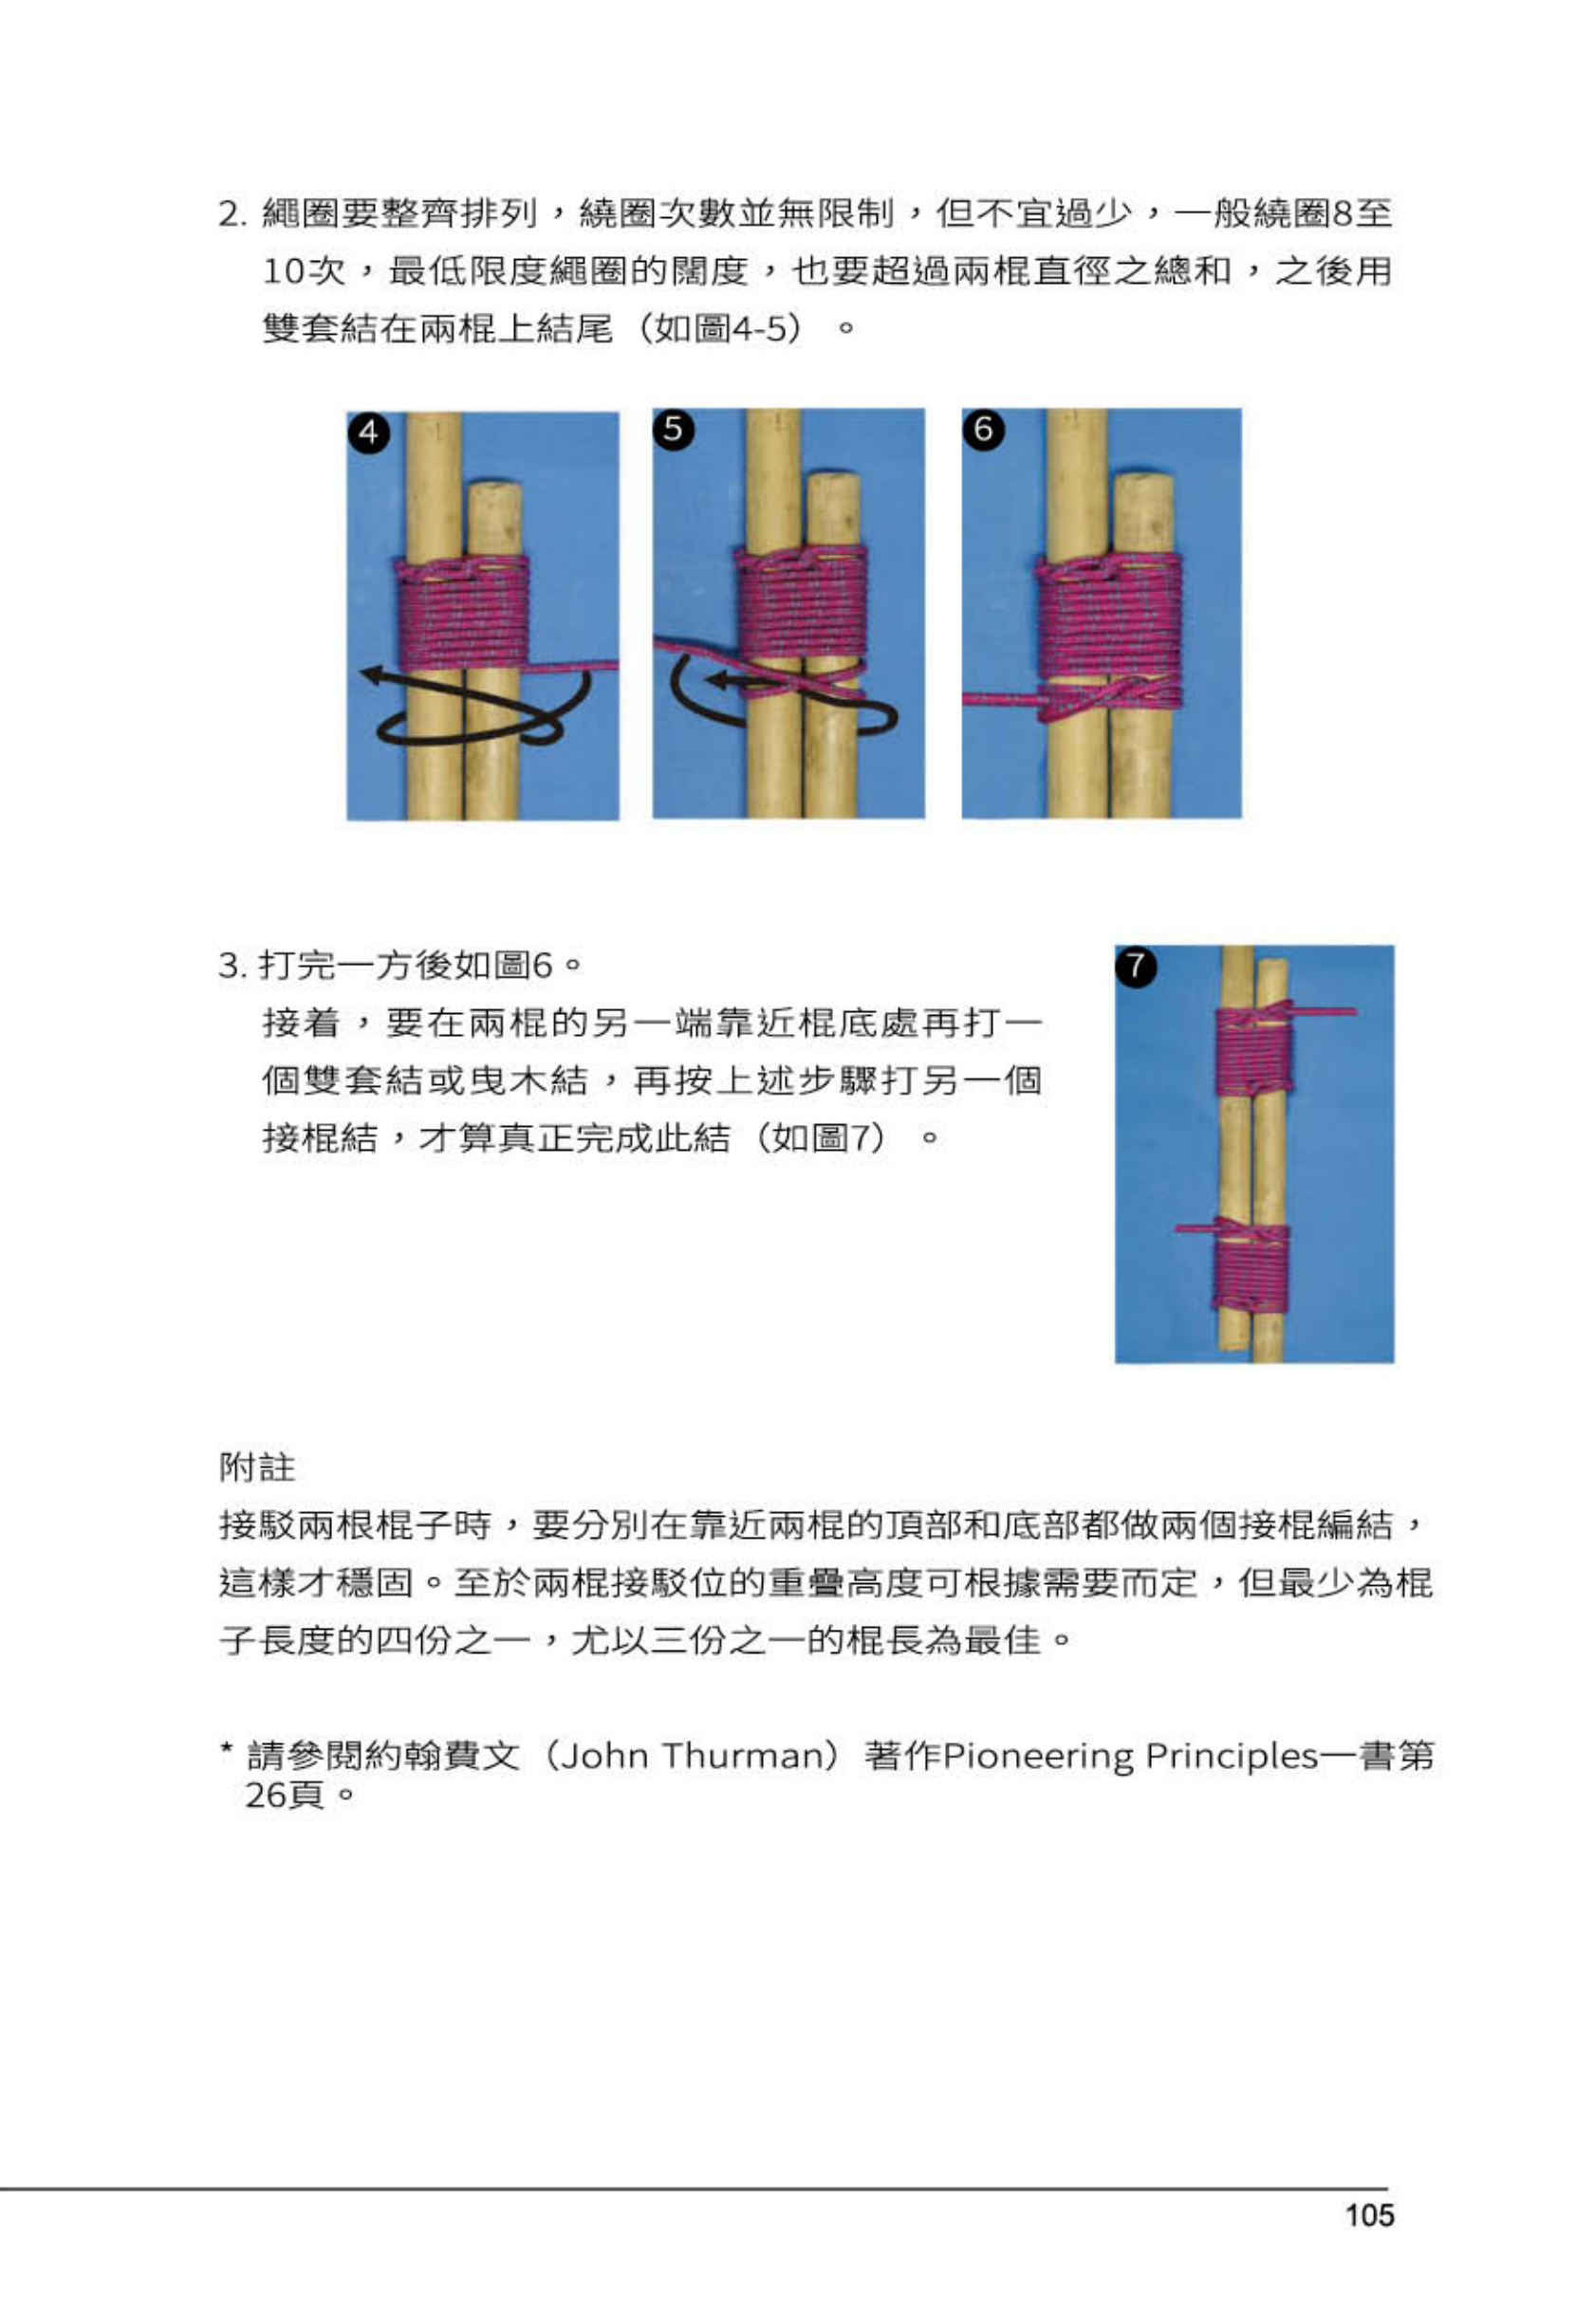 2. 繩圈要整齊排列，繞圈次數並無限制，但不宜過少，一般繞圈8至
10次，最低限度繩圈的闊度，也要超過兩棍直徑之總和，之後用
雙套結在兩棍上結尾（如圖4-5）。
4 5 6
3. 打完一方後如圖6。
7
接着，要在兩棍的另一端靠近棍底處再打一
個雙套結或曳木結，再按上述步驟打另一個
接棍結，才算真正完成此結（如圖7）。
附註
接駁兩根棍子時，要分別在靠近兩棍的頂部和底部都做兩個接棍編結，
這樣才穩固。至於兩棍接駁位的重疊高度可根據需要而定，但最少為棍
子長度的四份之一，尤以三份之一的棍長為最佳。
* 請參閱約翰費文（John Thurman）著作Pioneering Principles一書第
26頁。
105